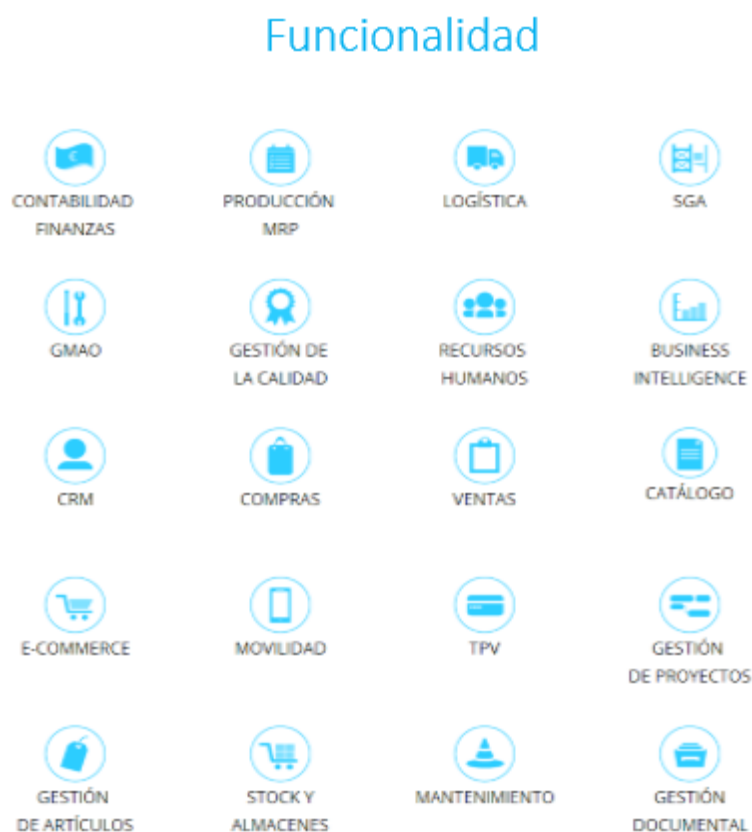 Funcionalidad
CONTABILIDAD
FINANZAS
PRODUCCIÓN
MRP
LOGÍSTICA
SGA
GMAO
GESTIÓN DE
LA CALIDAD
RECURSOS
HUMANOS
BUSINESS
INTELLIGENCE
CRM
COMPRAS
VENTAS
CATÁLOGO
E-COMMERCE
MOVILIDAD
TPV
GESTIÓN
DE PROYECTOS
GESTIÓN
DE ARTÍCULOS
STOCK Y
ALMACENES
MANTENIMIENTO
GESTIÓN
DOCUMENTAL